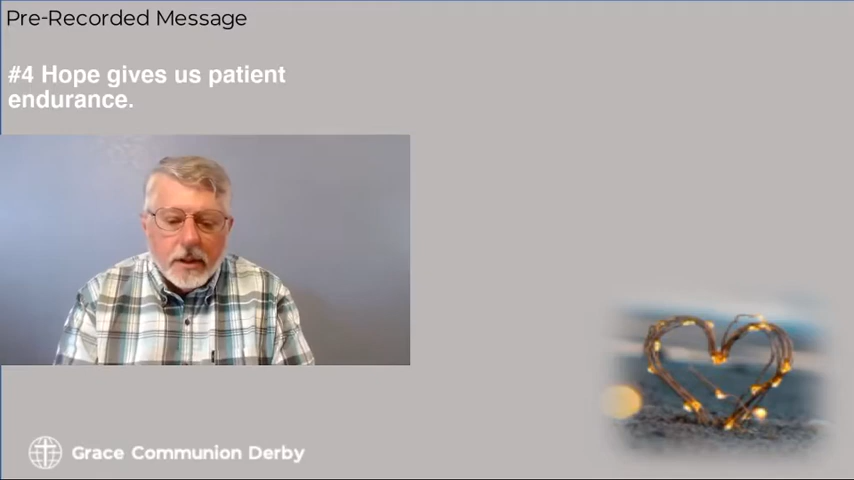 Pre-Recorded Message
#4 Hope gives us patient
endurance.
Grace Communion Derby